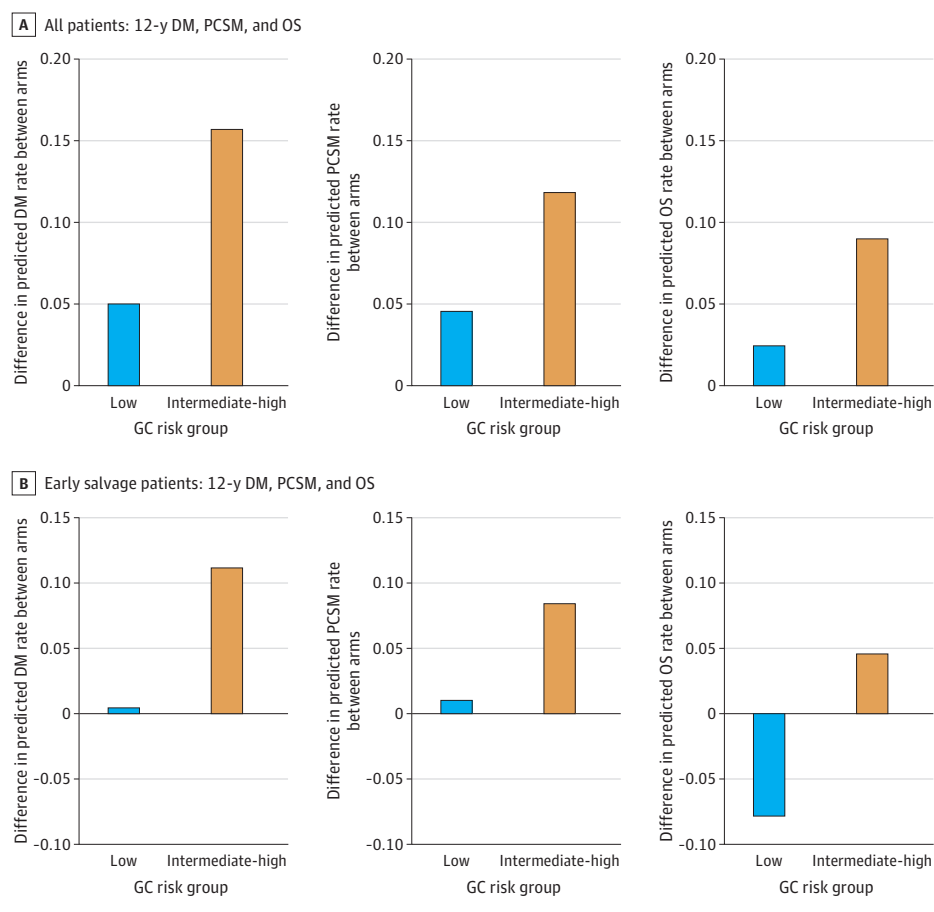 A All patients: 12-y DM, PCSM, and OS
Difference in predicted DM rate between arms
0.20
0.15
0.10
0.05
0
Low Intermediate-high
GC risk group
Difference in predicted PCSM rate
between arms
0.20
0.15
0.10
0.05
0
Low Intermediate-high
GC risk group
Difference in predicted OS rate between arms
0.20
0.15
0.10
0.05
0
Low Intermediate-high
GC risk group
B Early salvage patients: 12-y DM, PCSM, and OS
Difference in predicted DM rate between arms
0.15
0.10
0.05
0
-0.05
-0.10
Low Intermediate-high
GC risk group
Difference in predicted PCSM rate
between arms
0.15
0.10
0.05
0
-0.05
-0.10
Low Intermediate-high
GC risk group
Difference in predicted OS rate between arms
0.15
0.10
0.05
0
-0.05
-0.10
Low Intermediate-high
GC risk group